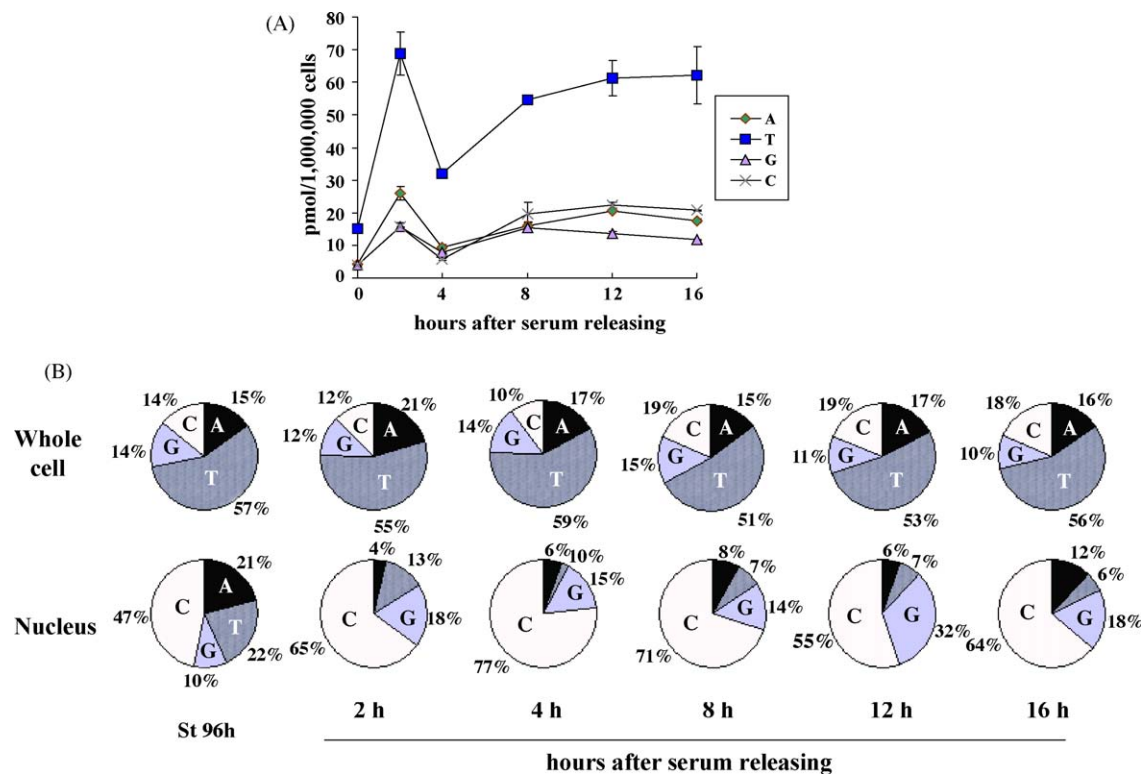 (A)
80
70
60
50
40
30
20
10
0
pmol/1,000,000 cells
0 4 8 12 16
hours after serum releasing
A
T
G
C
(B)
Whole
cell
14% 15% 14% 57% C A G T
12% 21% 12% 55% C A G T
10% 17% 14% 59% C A G T
19% 15% 15% 51% C A G T
19% 17% 11% 53% C A G T
18% 16% 10% 56% C A G T
Nucleus
21% 47% 22% 10% A C T G
4% 13% 18% 65% C G
6% 10% 15% 77% G C
8% 7% 14% 71% C G
6% 7% 32% 55% C G
12% 6% 18% 64% C G
St 96h
2 h 4 h 8 h 12 h 16 h
hours after serum releasing